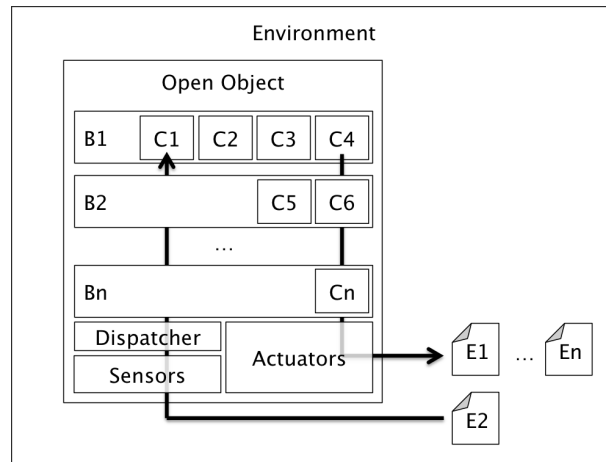 Environment
Open Object
B1 C1 C2 C3 C4
B2 C5 C6
...
Bn Cn
Dispatcher
Actuators
Sensors
E1 ... En
E2